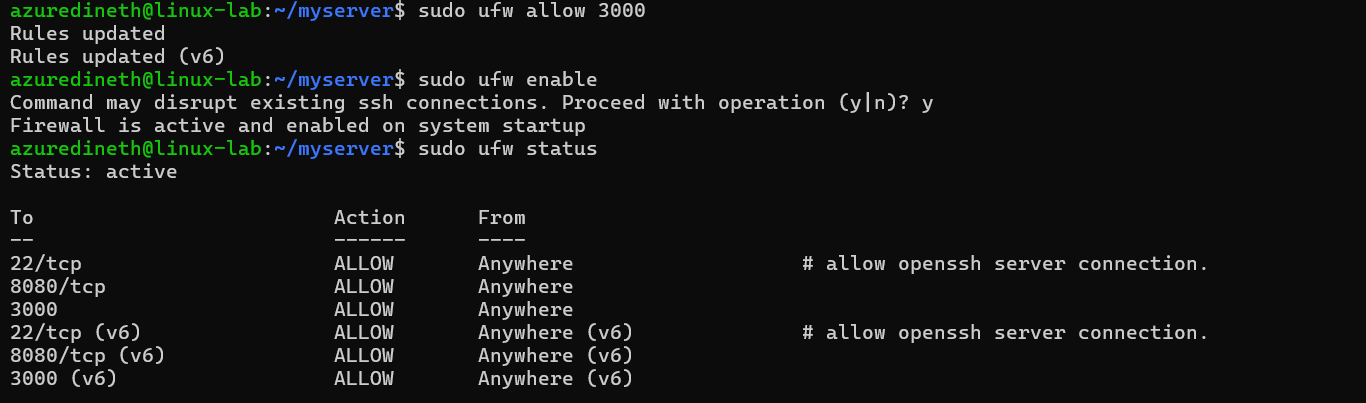 azuredineth@linux-lab:~/myserver$ sudo ufw allow 3000
Rules updated
Rules updated (v6)
azuredineth@linux-lab:~/myserver$ sudo ufw enable
Command may disrupt existing ssh connections. Proceed with operation (y|n)? y
Firewall is active and enabled on system startup
azuredineth@linux-lab:~/myserver$ sudo ufw status
Status: active
To                         Action      From
--                         ------      ----
22/tcp                     ALLOW       Anywhere                   # allow openssh server connection.
8080/tcp                   ALLOW       Anywhere
3000                       ALLOW       Anywhere
22/tcp (v6)                ALLOW       Anywhere (v6)              # allow openssh server connection.
8080/tcp (v6)              ALLOW       Anywhere (v6)
3000 (v6)                  ALLOW       Anywhere (v6)